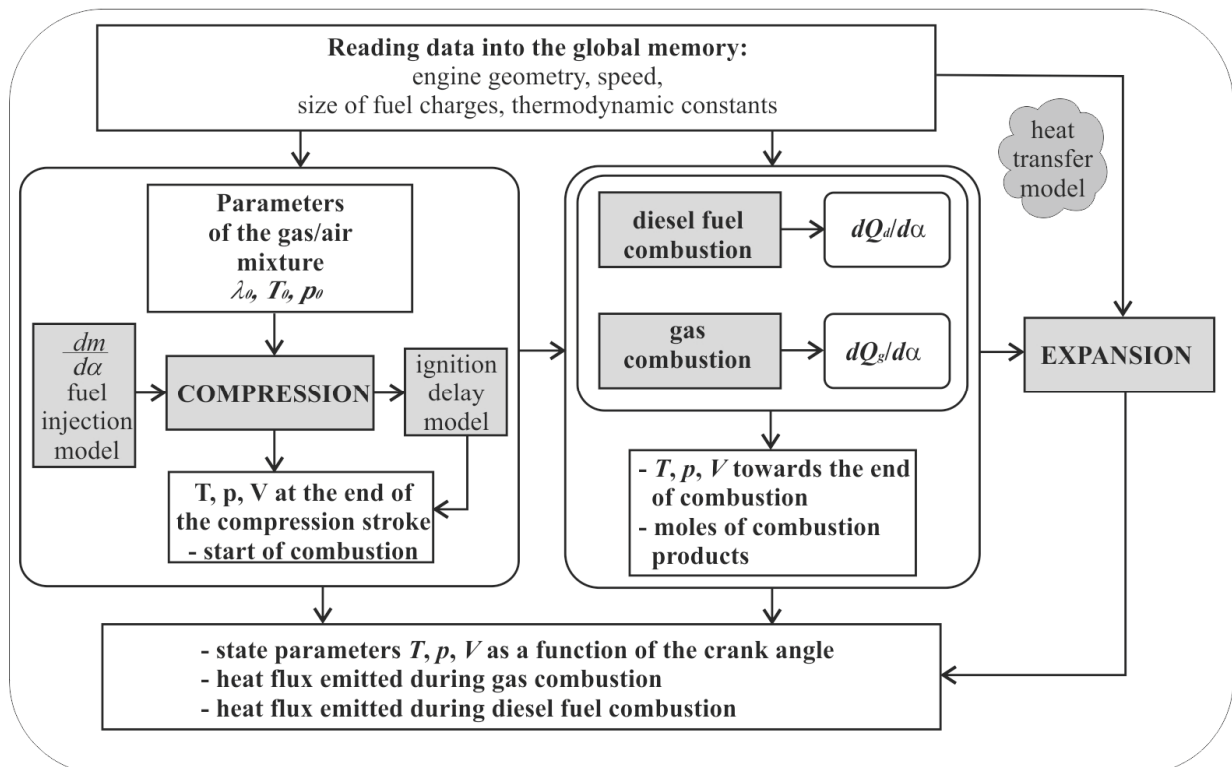 Reading data into the global memory:
engine geometry, speed,
size of fuel charges, thermodynamic constants
heat
transfer
model
Parameters
of the gas/air
mixture
λ₀, T₀, p₀
dm
dα
fuel
injection
model
COMPRESSION
ignition
delay
model
T, p, V at the end of
the compression stroke
- start of combustion
diesel fuel
combustion
dQd/dα
gas
combustion
dQg/dα
- T, p, V towards the end
of combustion
- moles of combustion
products
EXPANSION
- state parameters T, p, V as a function of the crank angle
- heat flux emitted during gas combustion
- heat flux emitted during diesel fuel combustion